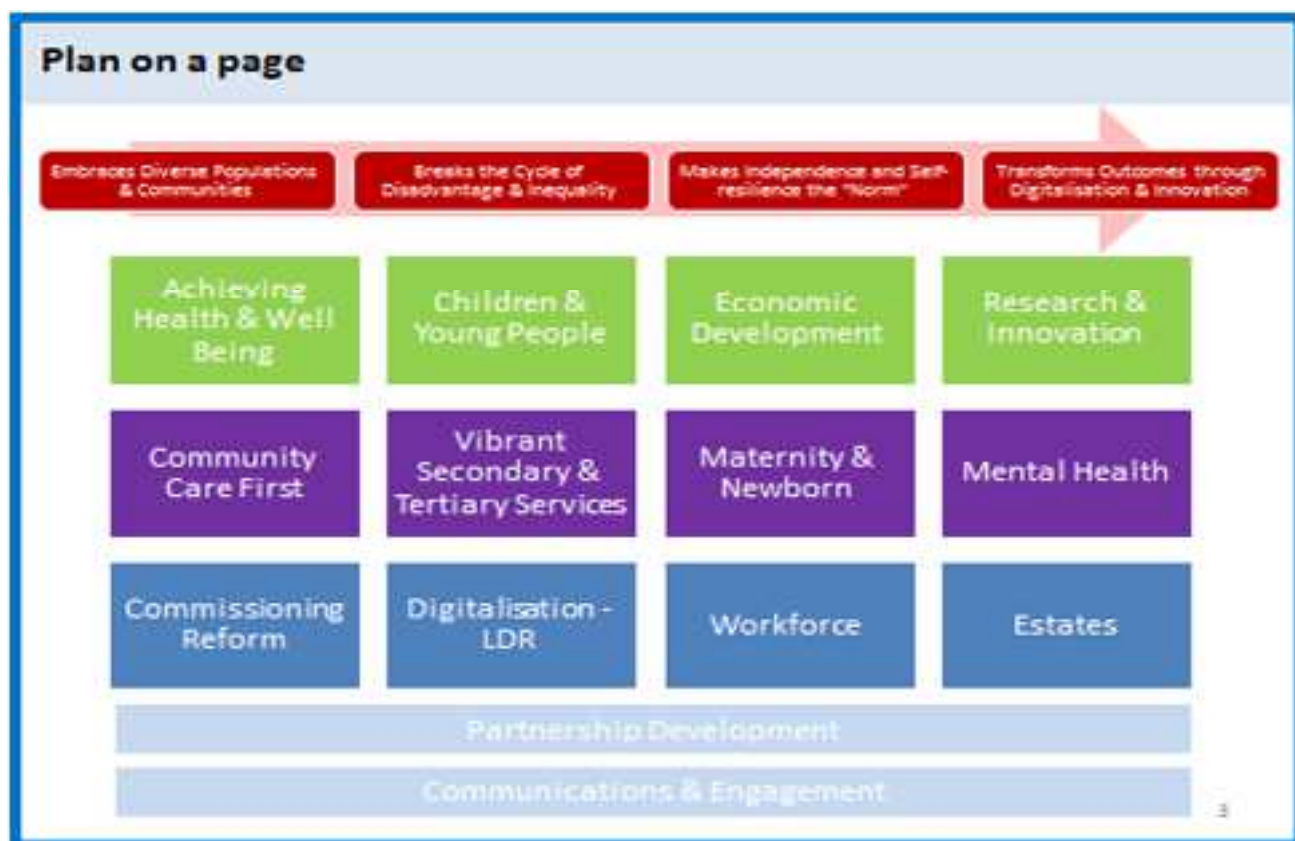 Plan on a page
Embraces Diverse Populations
& Communities
Breaks the Cycle of
Disadvantage & Inequality
Makes Independence and Self-
resilience the "Norm"
Transforms Outcomes through
Digitalisation & Innovation
Achieving
Health & Well
Being
Children &
Young People
Economic
Development
Research &
Innovation
Community
Care First
Vibrant
Secondary &
Tertiary Services
Maternity &
Newborn
Mental Health
Commissioning
Reform
Digitalisation -
LDR
Workforce
Estates
Partnership Development
Communications & Engagement
3